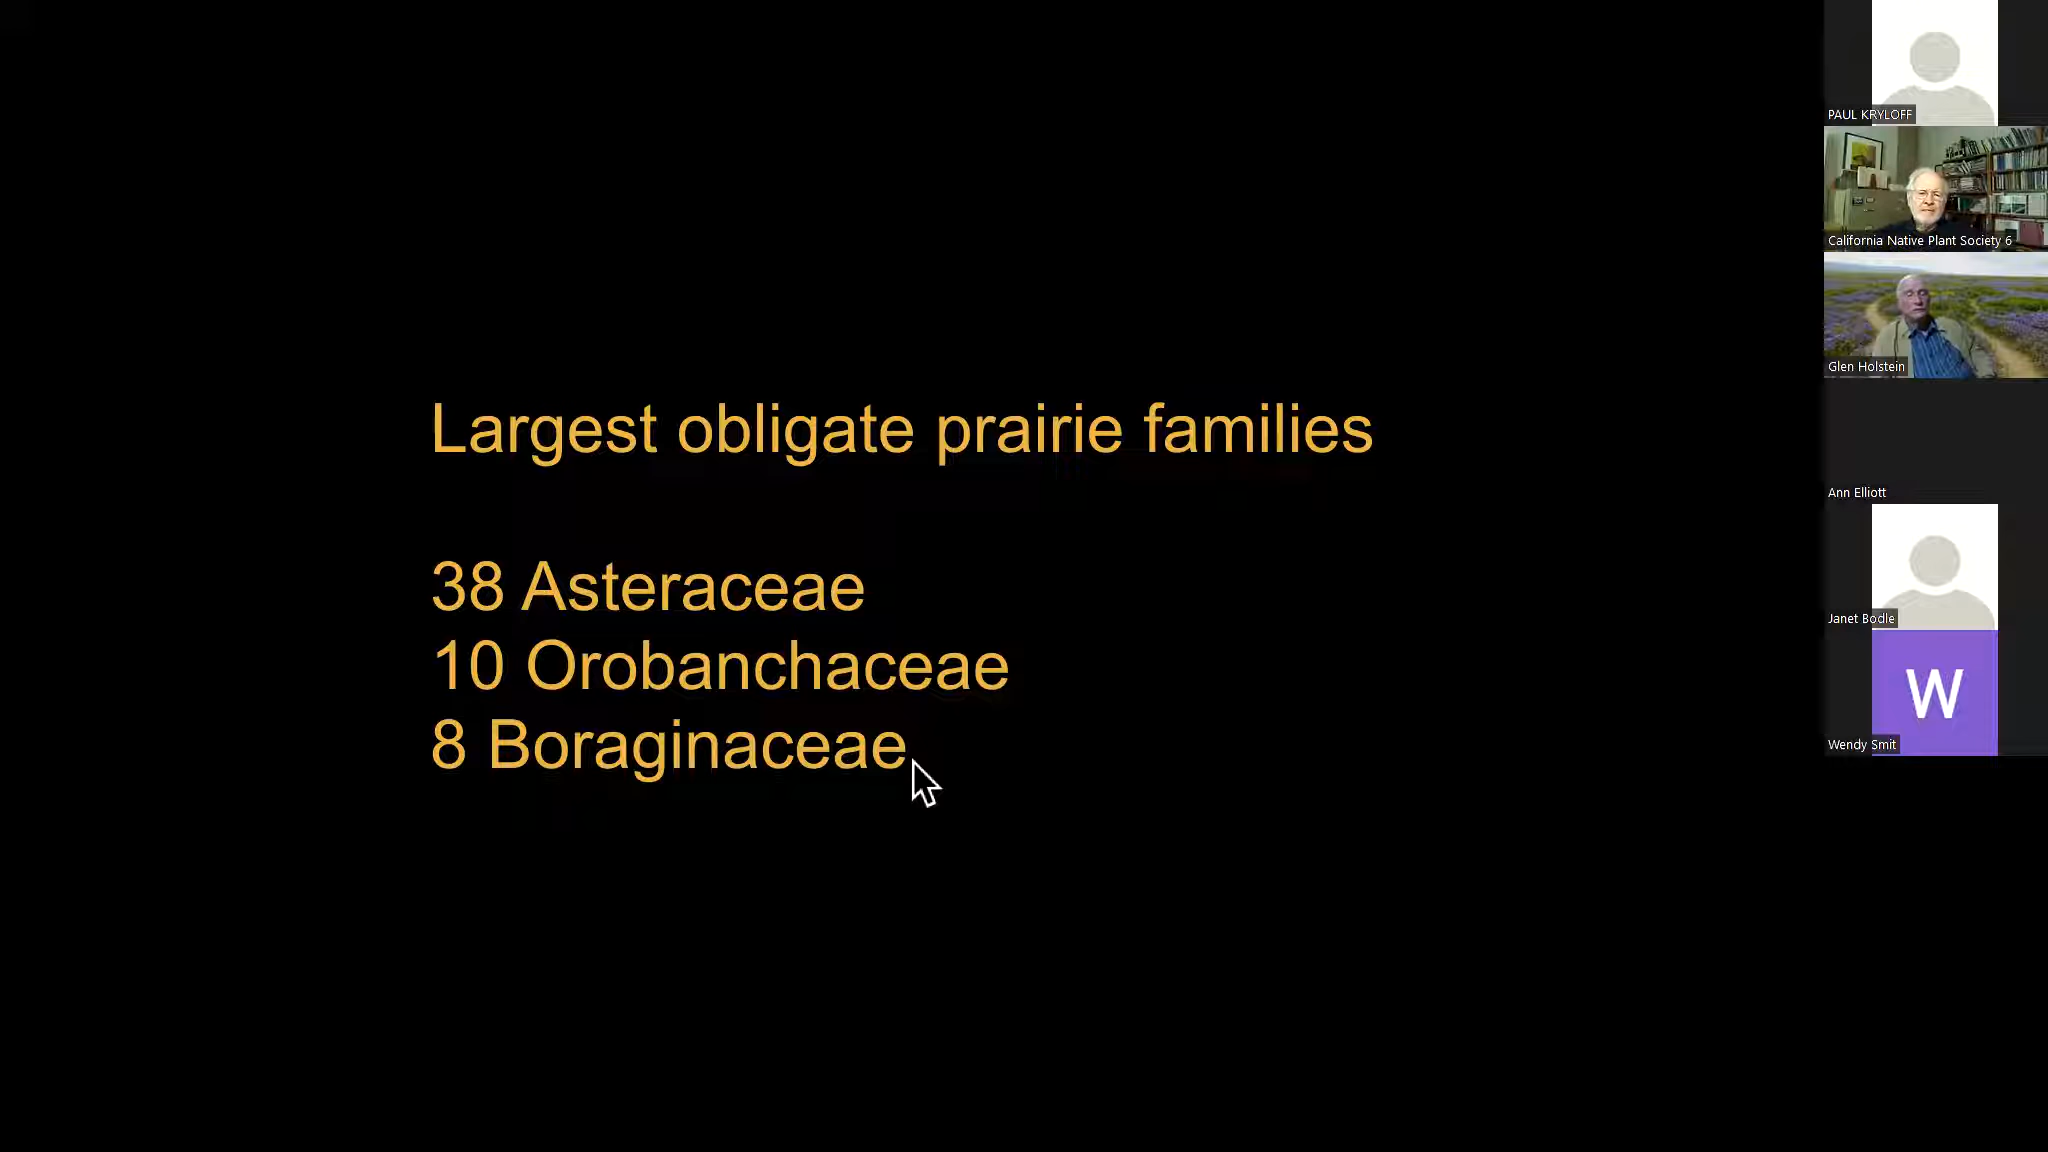 Largest obligate prairie families
38 Asteraceae
10 Orobanchaceae
8 Boraginaceae
PAUL KRYLOFF
California Native Plant Society 6
Glen Holstein
Ann Elliott
Janet Bodle
W
Wendy Smit